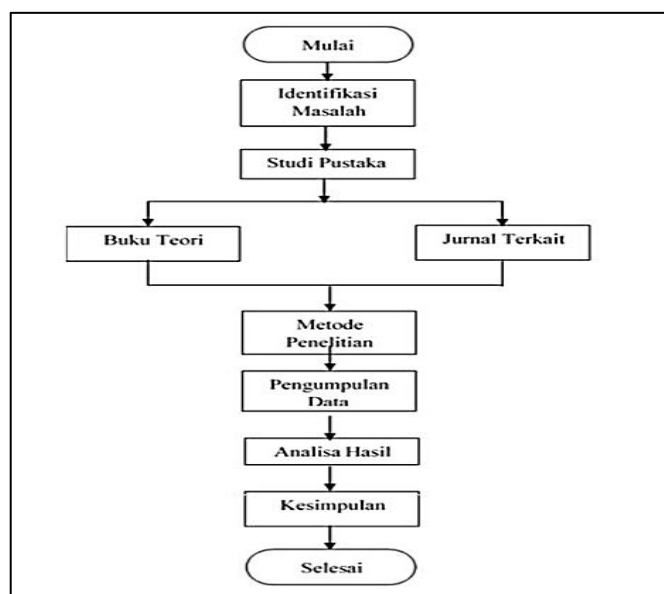 Mulai
Identifikasi
Masalah
Studi Pustaka
Buku Teori
Jurnal Terkait
Metode
Penelitian
Pengumpulan
Data
Analisa Hasil
Kesimpulan
Selesai